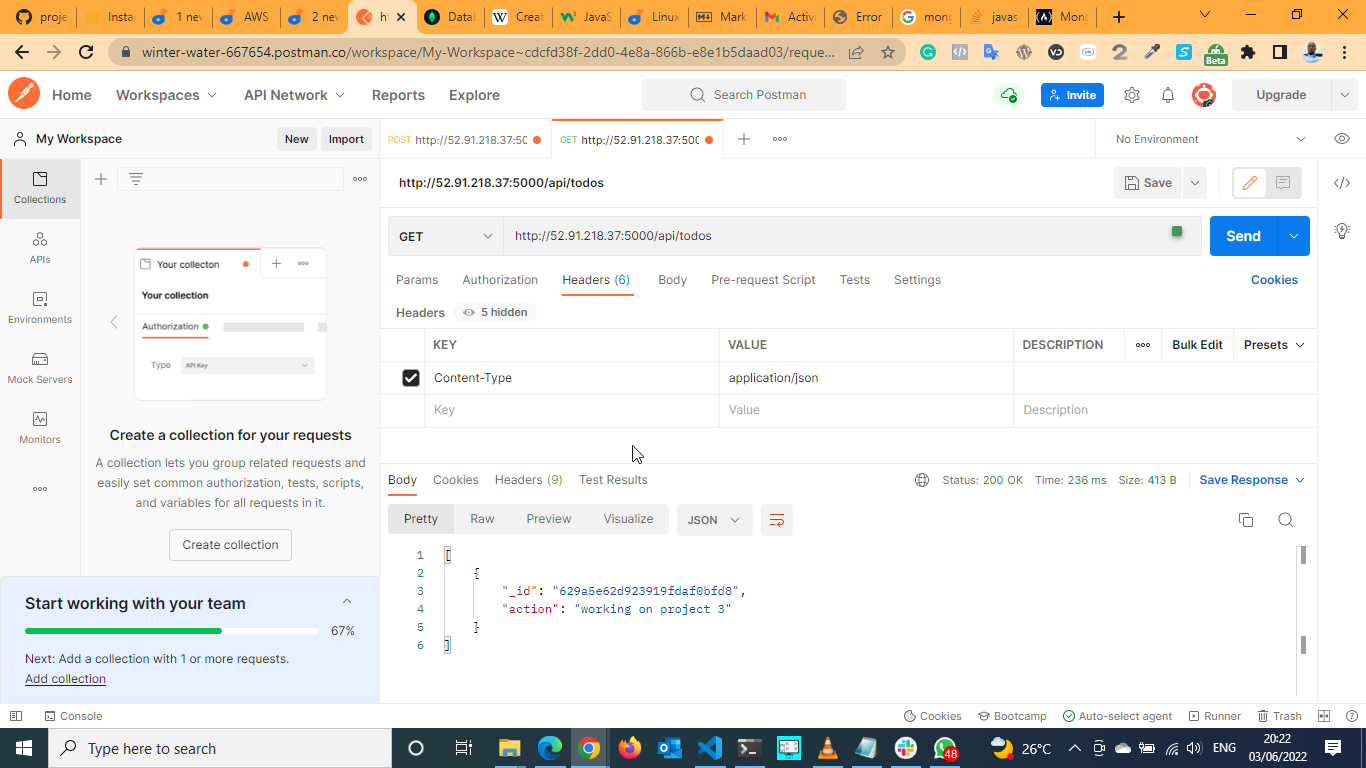 proje
Insta
1 new
AWS
2 new
ht
Datal
Creat
JavaS
Linux
Mark
Activ
Error
mong
javasc
Mong
winter-water-667654.postman.co/workspace/My-Workspace~cdcfd38f-2dd0-4e8a-866b-e8e1b5daad03/reque...
Beta
Home
Workspaces
API Network
Reports
Explore
Search Postman
Invite
Upgrade
My Workspace
New
Import
POST http://52.91.218.37:50
GET http://52.91.218.37:500
No Environment
Collections
APIs
Environments
Mock Servers
Monitors
Your collecton
Your collection
Authorization
Type
API Key
Create a collection for your requests
A collection lets you group related requests and
easily set common authorization, tests, scripts,
and variables for all requests in it.
Create collection
Start working with your team
67%
Next: Add a collection with 1 or more requests.
Add collection
http://52.91.218.37:5000/api/todos
Save
GET
http://52.91.218.37:5000/api/todos
Send
Params
Authorization
Headers (6)
Body
Pre-request Script
Tests
Settings
Cookies
Headers
5 hidden
KEY
VALUE
DESCRIPTION
Bulk Edit
Presets
Content-Type
application/json
Key
Value
Description
Body
Cookies
Headers (9)
Test Results
Status: 200 OK
Time: 236 ms
Size: 413 B
Save Response
Pretty
Raw
Preview
Visualize
JSON
1 [
2 {
3 "_id": "629a5e62d923919fdaf0bfd8",
4 "action": "working on project 3"
5 }
6 ]
Console
Cookies
Bootcamp
Auto-select agent
Runner
Trash
Type here to search
48
26°C
ENG
20:22
03/06/2022